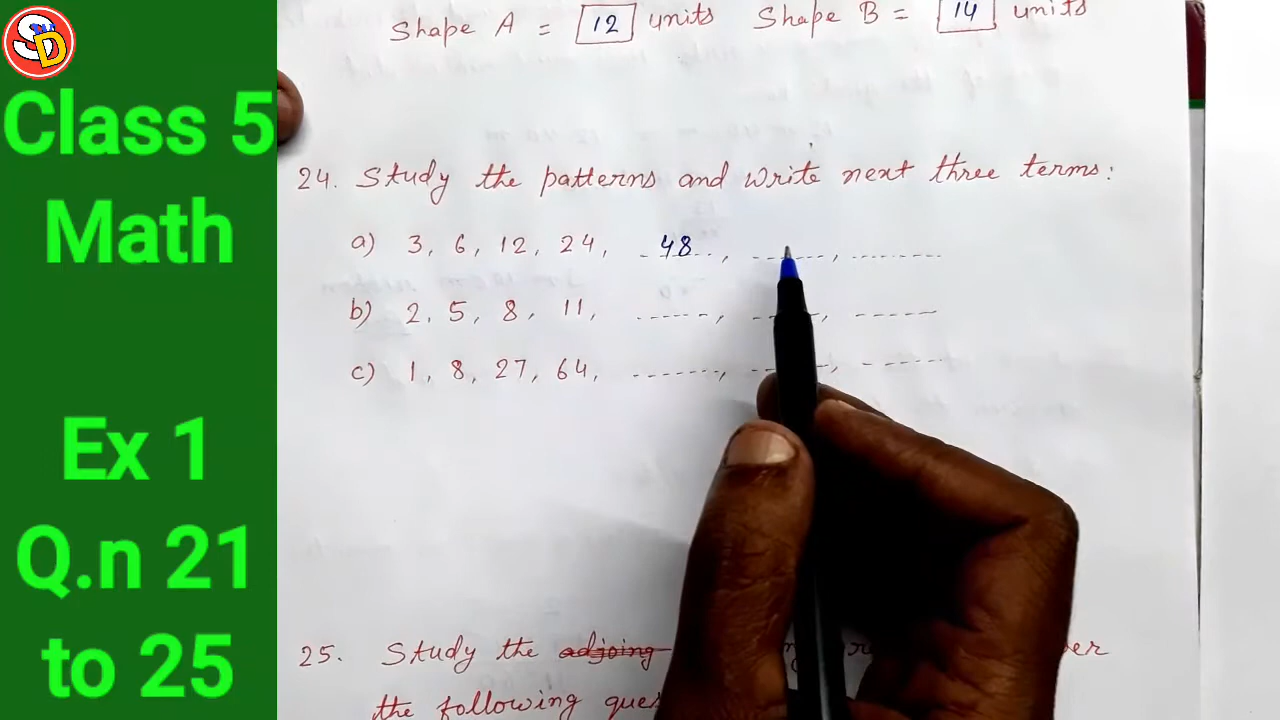 SD
Class 5
Math
Ex 1
Q.n 21
to 25
Shape A = 12 units Shape B = 14 units
24. Study the patterns and write next three terms:
a) 3, 6, 12, 24, 48, ......., .........
b) 2, 5, 8, 11, ------, ------, ------
c) 1, 8, 27, 64, -------, ------, -------
25. Study the adjoing
the following